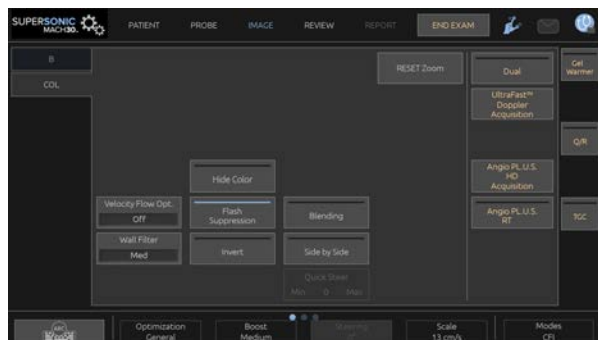 SUPERSONIC
MACH30.
PATIENT
PROBE
IMAGE
REVIEW
REPORT
END EXAM
B
COL
RESET Zoom
Dual
Gel
Warmer
UltraFast™
Doppler
Acquisition
Q/R
Hide Color
Angio PL.U.S.
HD
Acquisition
Velocity Flow Opt.
Off
Flash
Suppression
Blending
Angio PL.U.S.
RT
TGC
Wall Filter
Med
Invert
Side by Side
Quick Steer
Min 0 Max
Optimization
General
Boost
Medium
Steering
Scale
13 cm/s
Modes
CFI